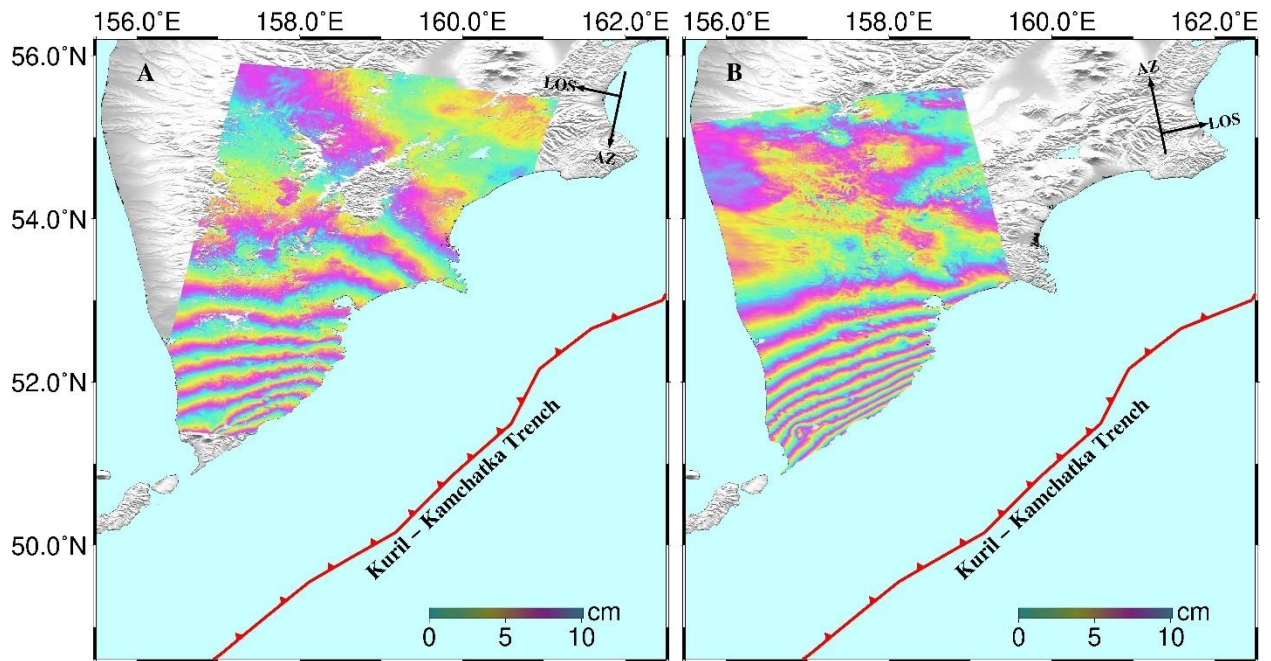 156.0°N 158.0°N 160.0°N 162.0°N
156.0°N 158.0°N 160.0°N 162.0°N
56.0°N
54.0°N
52.0°N
50.0°N
A
LOS
AZ
Kuril – Kamchatka Trench
cm
0 5 10
B
AZ
LOS
Kuril – Kamchatka Trench
cm
0 5 10